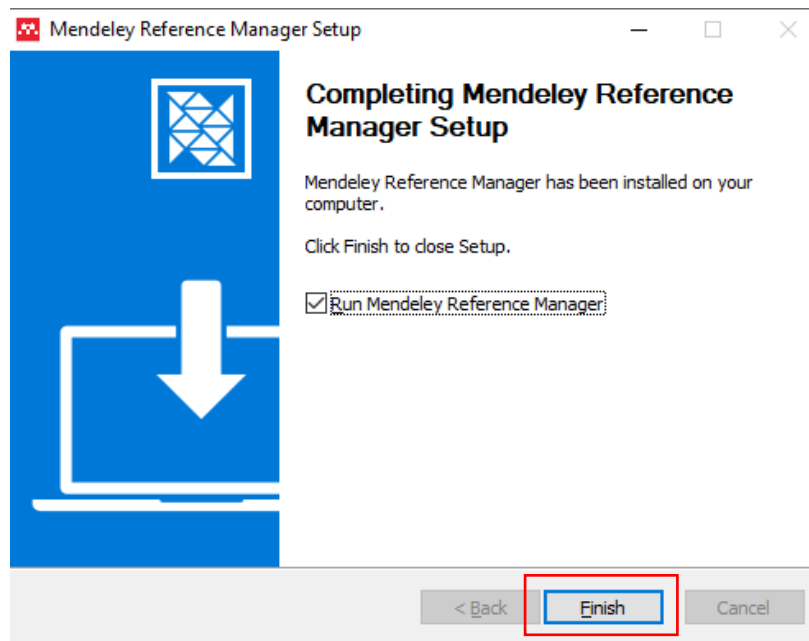 Mendeley Reference Manager Setup
Completing Mendeley Reference
Manager Setup
Mendeley Reference Manager has been installed on your
computer.
Click Finish to close Setup.
Run Mendeley Reference Manager
< Back
Finish
Cancel